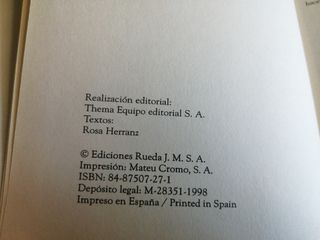 Realización editorial:
Thema Equipo editorial S. A.
Textos:
Rosa Herranz
© Ediciones Rueda J. M. S. A.
Impresión: Mateu Cromo, S. A.
ISBN: 84-87507-27-1
Depósito legal: M-28351-1998
Impreso en España / Printed in Spain